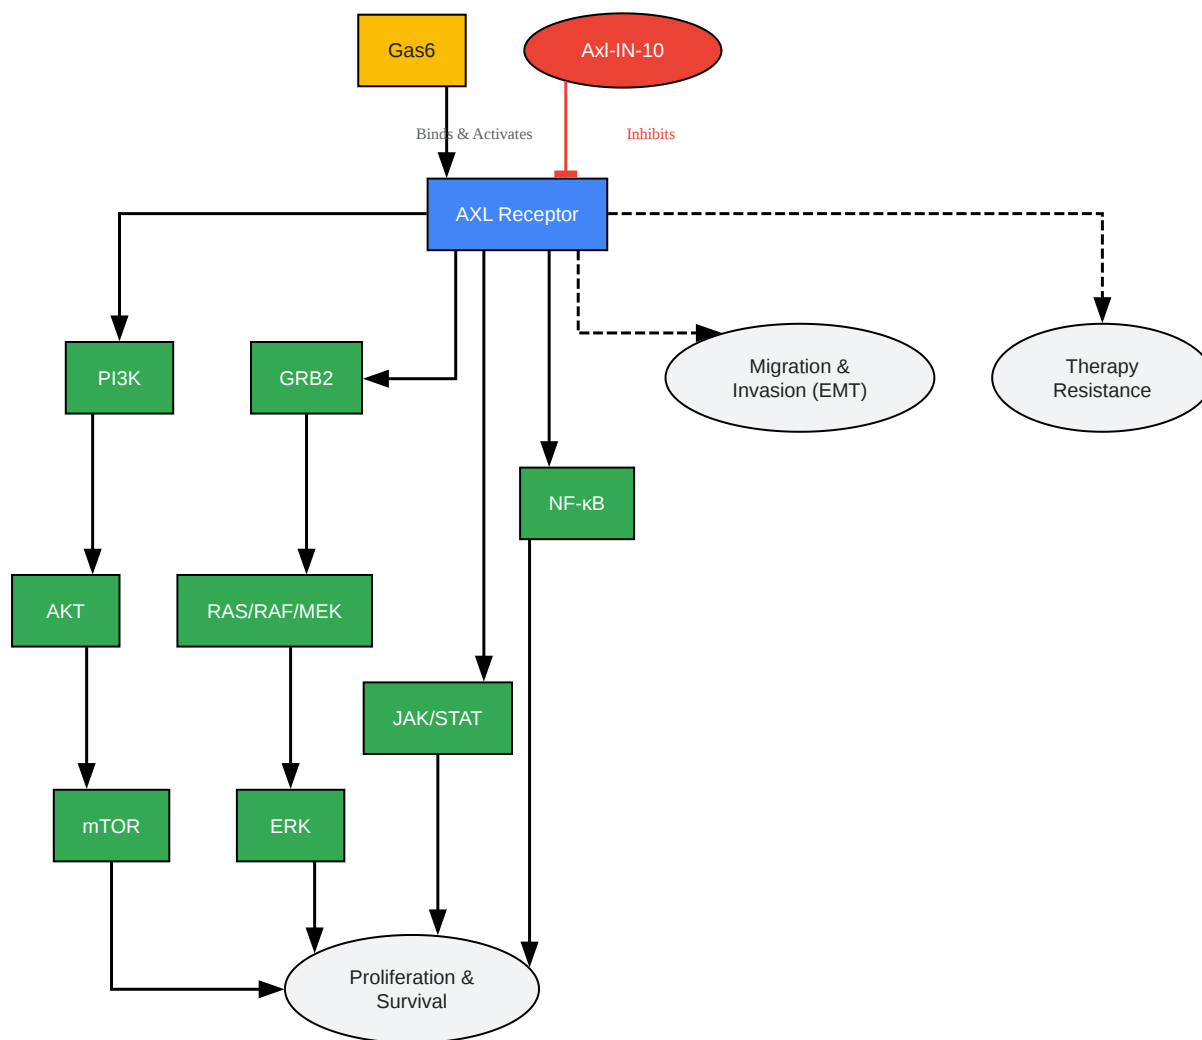 Gas6
Axl-IN-10
Binds & Activates
Inhibits
AXL Receptor
PI3K
GRB2
Migration &
Invasion (EMT)
Therapy
Resistance
NF-κB
AKT
RAS/RAF/MEK
JAK/STAT
mTOR
ERK
Proliferation &
Survival